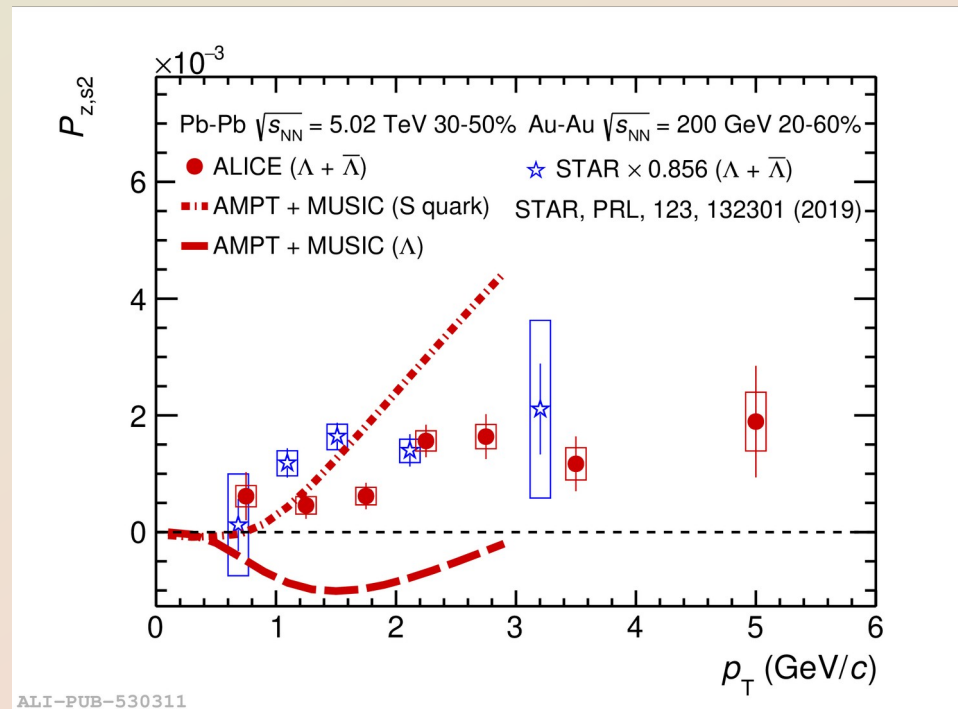 ×10⁻³
P_z,s2
Pb-Pb √s_NN = 5.02 TeV 30-50% Au-Au √s_NN = 200 GeV 20-60%
ALICE (Λ + Λ̅) STAR × 0.856 (Λ + Λ̅)
AMPT + MUSIC (S quark) STAR, PRL, 123, 132301 (2019)
AMPT + MUSIC (Λ)
6
4
2
0
0 1 2 3 4 5 6
p_T (GeV/c)
ALI-PUB-530311